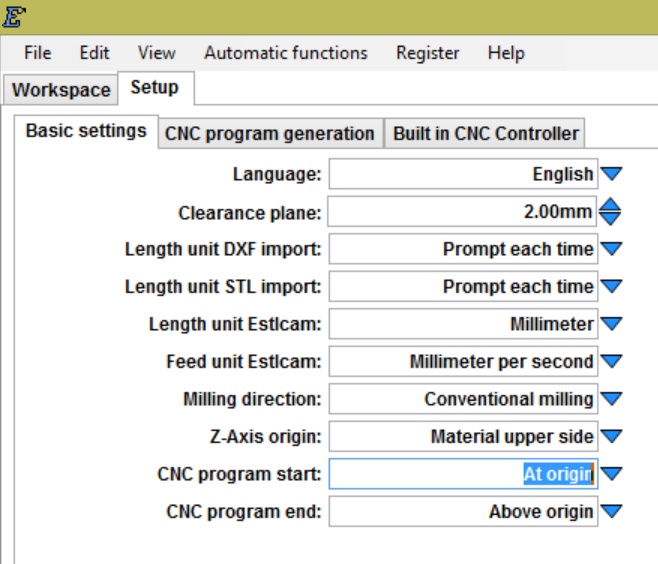 E
File Edit View Automatic functions Register Help
Workspace Setup
Basic settings CNC program generation Built in CNC Controller
Language: English
Clearance plane: 2.00mm
Length unit DXF import: Prompt each time
Length unit STL import: Prompt each time
Length unit Estlcam: Millimeter
Feed unit Estlcam: Millimeter per second
Milling direction: Conventional milling
Z-Axis origin: Material upper side
CNC program start: At origin
CNC program end: Above origin